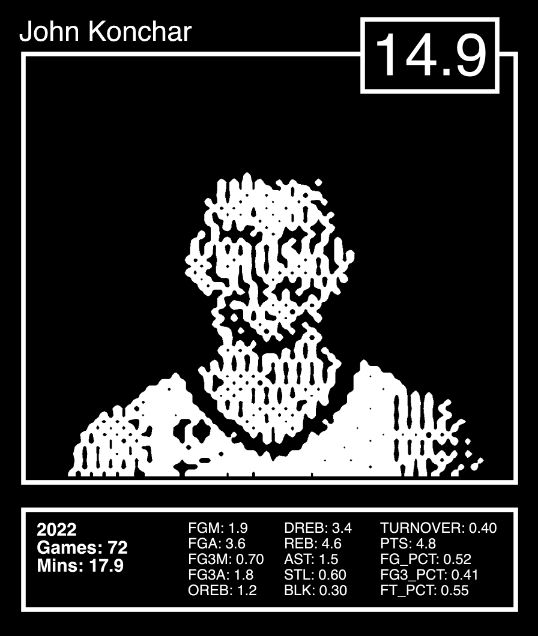 John Konchar
14.9
2022
Games: 72
Mins: 17.9
FGM: 1.9
FGA: 3.6
FG3M: 0.70
FG3A: 1.8
OREB: 1.2
DREB: 3.4
REB: 4.6
AST: 1.5
STL: 0.60
BLK: 0.30
TURNOVER: 0.40
PTS: 4.8
FG_PCT: 0.52
FG3_PCT: 0.41
FT_PCT: 0.55